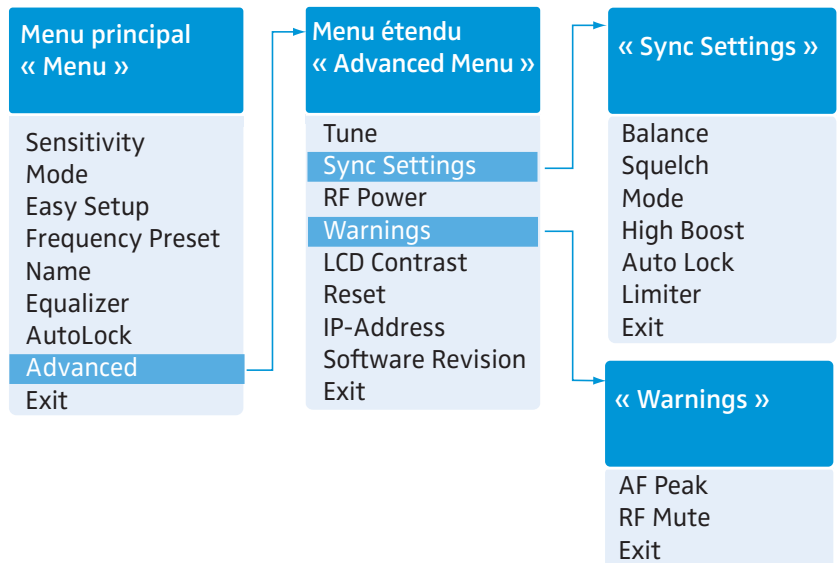 Menu principal
« Menu »
Sensitivity
Mode
Easy Setup
Frequency Preset
Name
Equalizer
AutoLock
Advanced
Exit
Menu étendu
« Advanced Menu »
Tune
Sync Settings
RF Power
Warnings
LCD Contrast
Reset
IP-Address
Software Revision
Exit
« Sync Settings »
Balance
Squelch
Mode
High Boost
Auto Lock
Limiter
Exit
« Warnings »
AF Peak
RF Mute
Exit